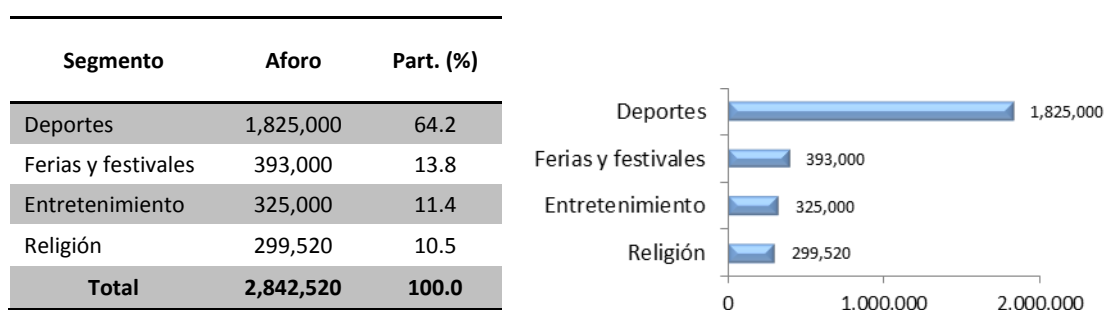 Segmento Aforo Part. (%)
Deportes 1,825,000 64.2
Ferias y festivales 393,000 13.8
Entretenimiento 325,000 11.4
Religión 299,520 10.5
Total 2,842,520 100.0
Deportes 1,825,000
Ferias y festivales 393,000
Entretenimiento 325,000
Religión 299,520
0 1,000,000 2,000,000